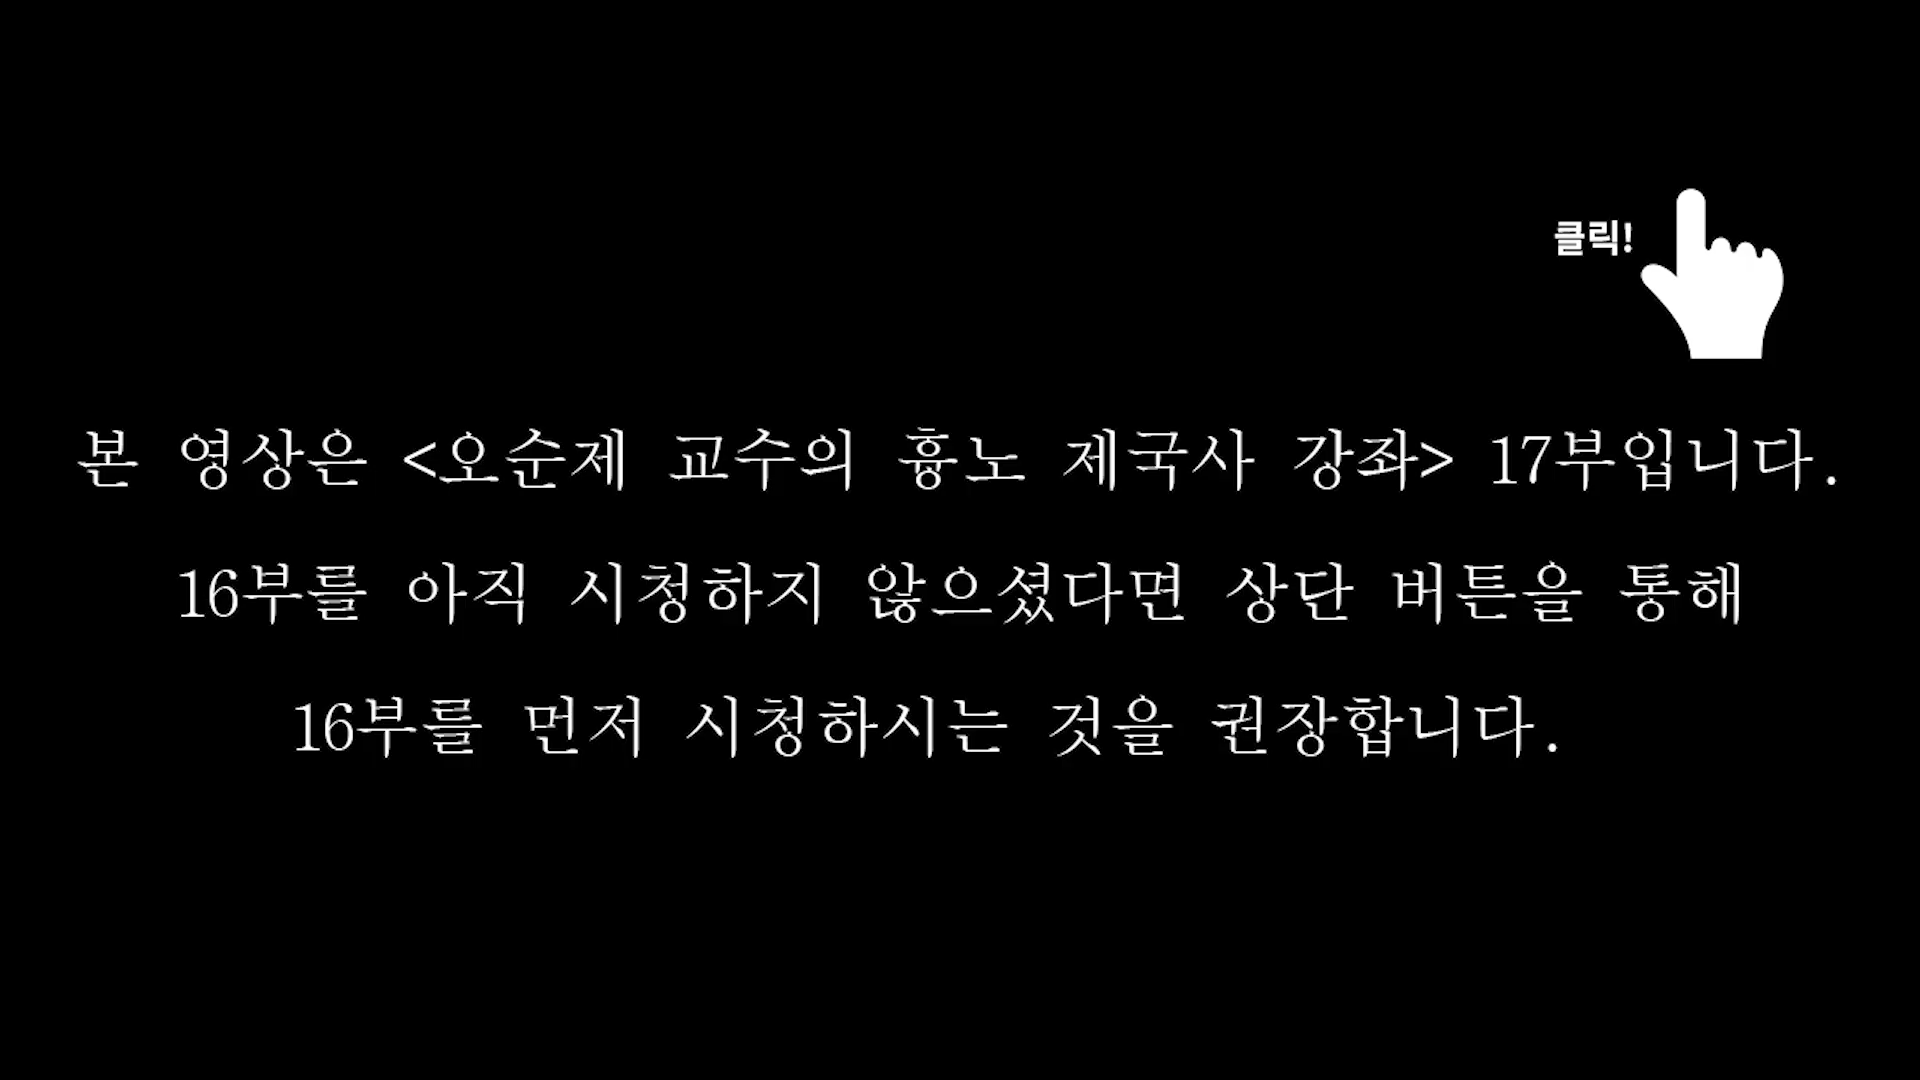 클릭!
본 영상은 <오순제 교수의 흉노 제국사 강좌> 17부입니다.
16부를 아직 시청하지 않으셨다면 상단 버튼을 통해
16부를 먼저 시청하시는 것을 권장합니다.